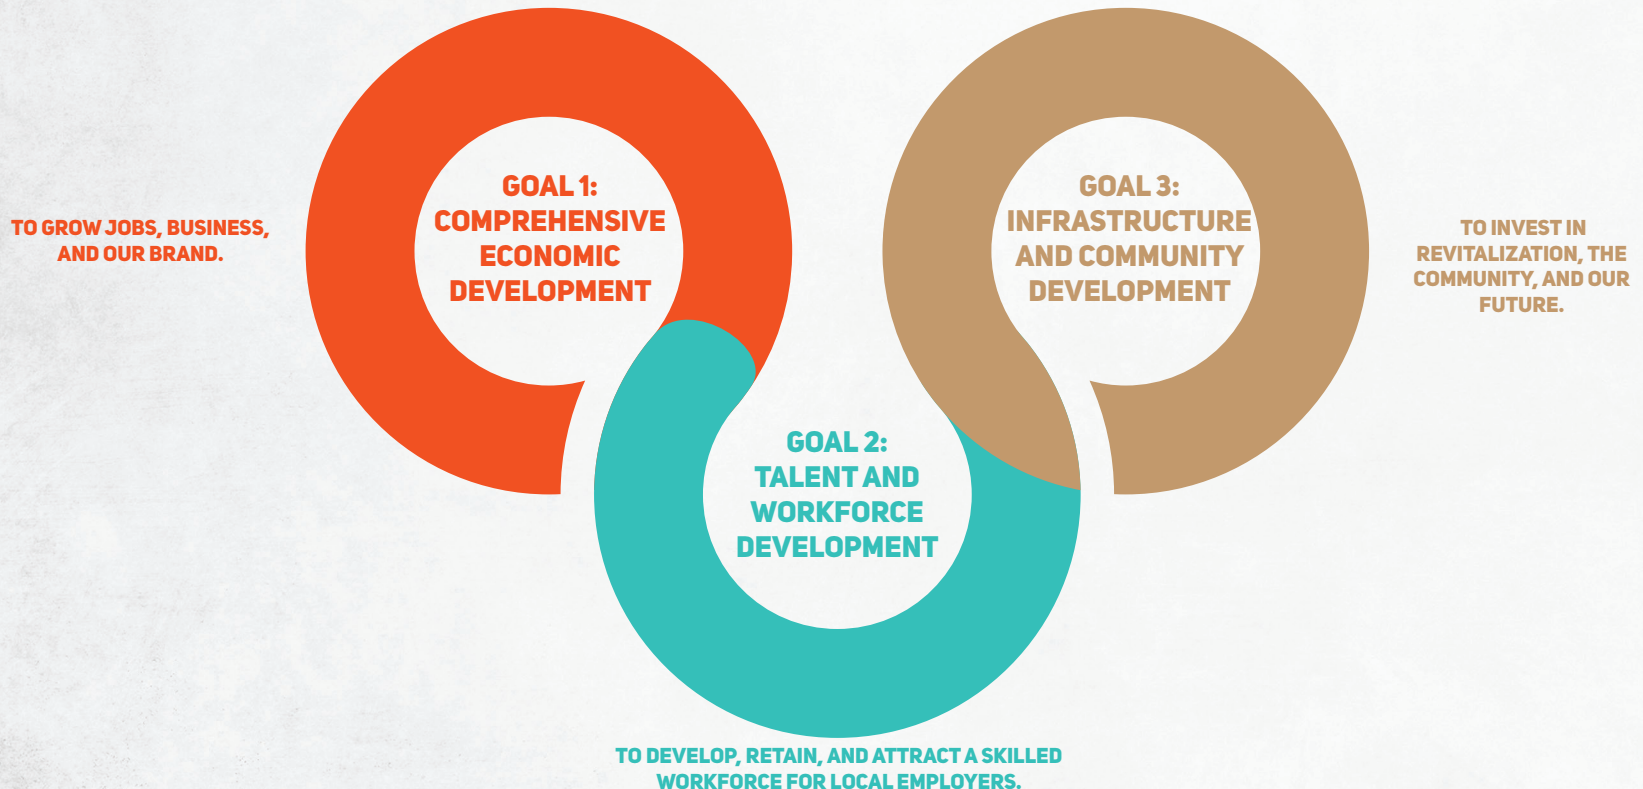 GOAL 1:
COMPREHENSIVE
ECONOMIC
DEVELOPMENT
TO GROW JOBS, BUSINESS,
AND OUR BRAND.
GOAL 2:
TALENT AND
WORKFORCE
DEVELOPMENT
TO DEVELOP, RETAIN, AND ATTRACT A SKILLED
WORKFORCE FOR LOCAL EMPLOYERS.
GOAL 3:
INFRASTRUCTURE
AND COMMUNITY
DEVELOPMENT
TO INVEST IN
REVITALIZATION, THE
COMMUNITY, AND OUR
FUTURE.